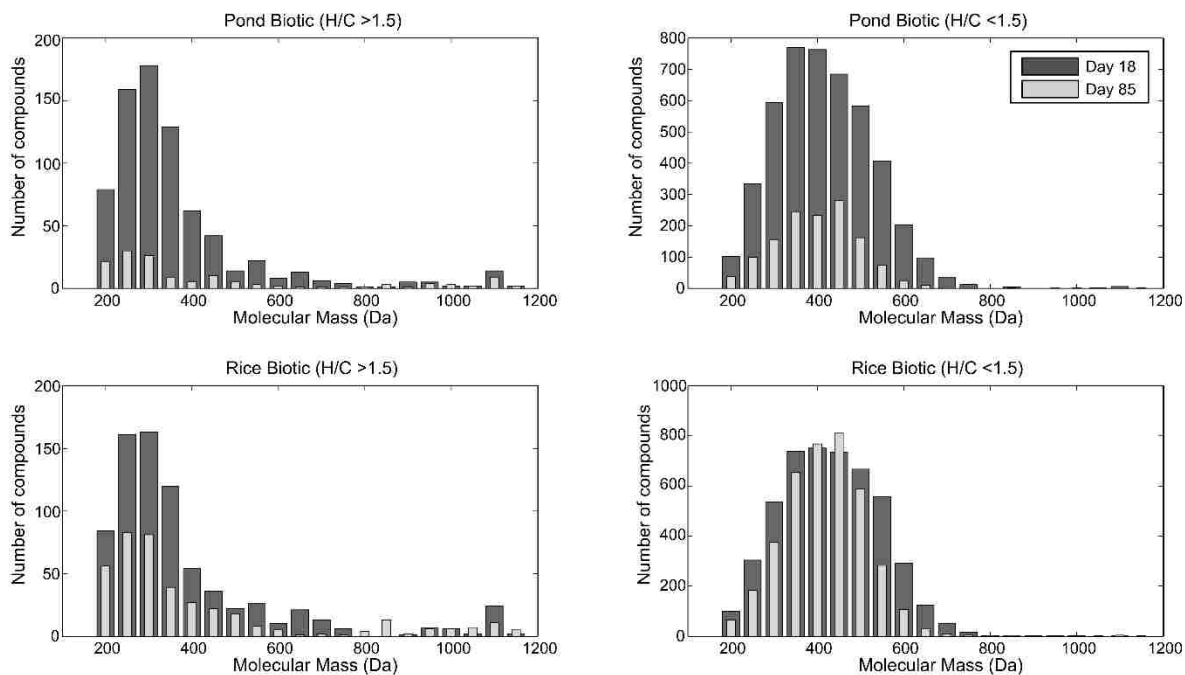 Pond Biotic (H/C >1.5)
200
150
100
50
0
Number of compounds
200 400 600 800 1000 1200
Molecular Mass (Da)
Pond Biotic (H/C <1.5)
800
700
600
500
400
300
200
100
0
Number of compounds
Day 18
Day 85
200 400 600 800 1000 1200
Molecular Mass (Da)
Rice Biotic (H/C >1.5)
200
150
100
50
0
Number of compounds
200 400 600 800 1000 1200
Molecular Mass (Da)
Rice Biotic (H/C <1.5)
1000
800
600
400
200
0
Number of compounds
200 400 600 800 1000 1200
Molecular Mass (Da)